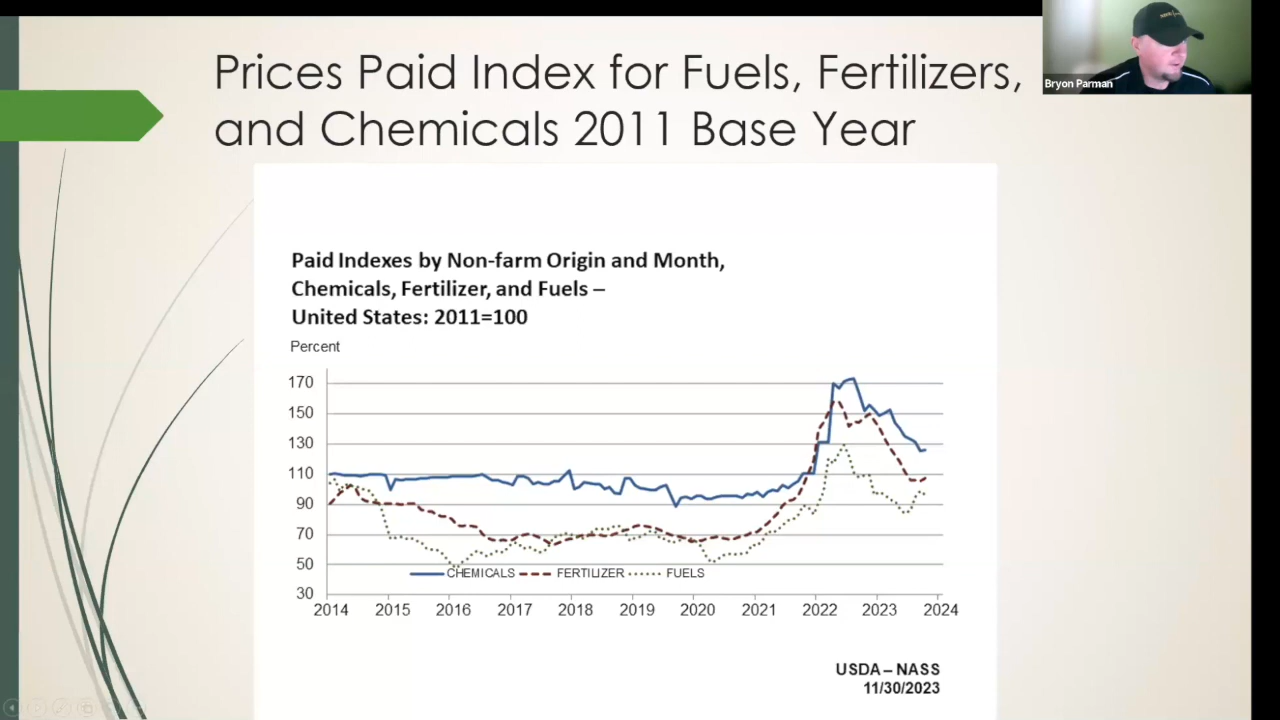 Prices Paid Index for Fuels, Fertilizers,
and Chemicals 2011 Base Year
Bryon Parman
Paid Indexes by Non-farm Origin and Month,
Chemicals, Fertilizer, and Fuels –
United States: 2011=100
Percent
170
150
130
110
90
70
50
30
CHEMICALS FERTILIZER FUELS
2014 2015 2016 2017 2018 2019 2020 2021 2022 2023 2024
USDA – NASS
11/30/2023